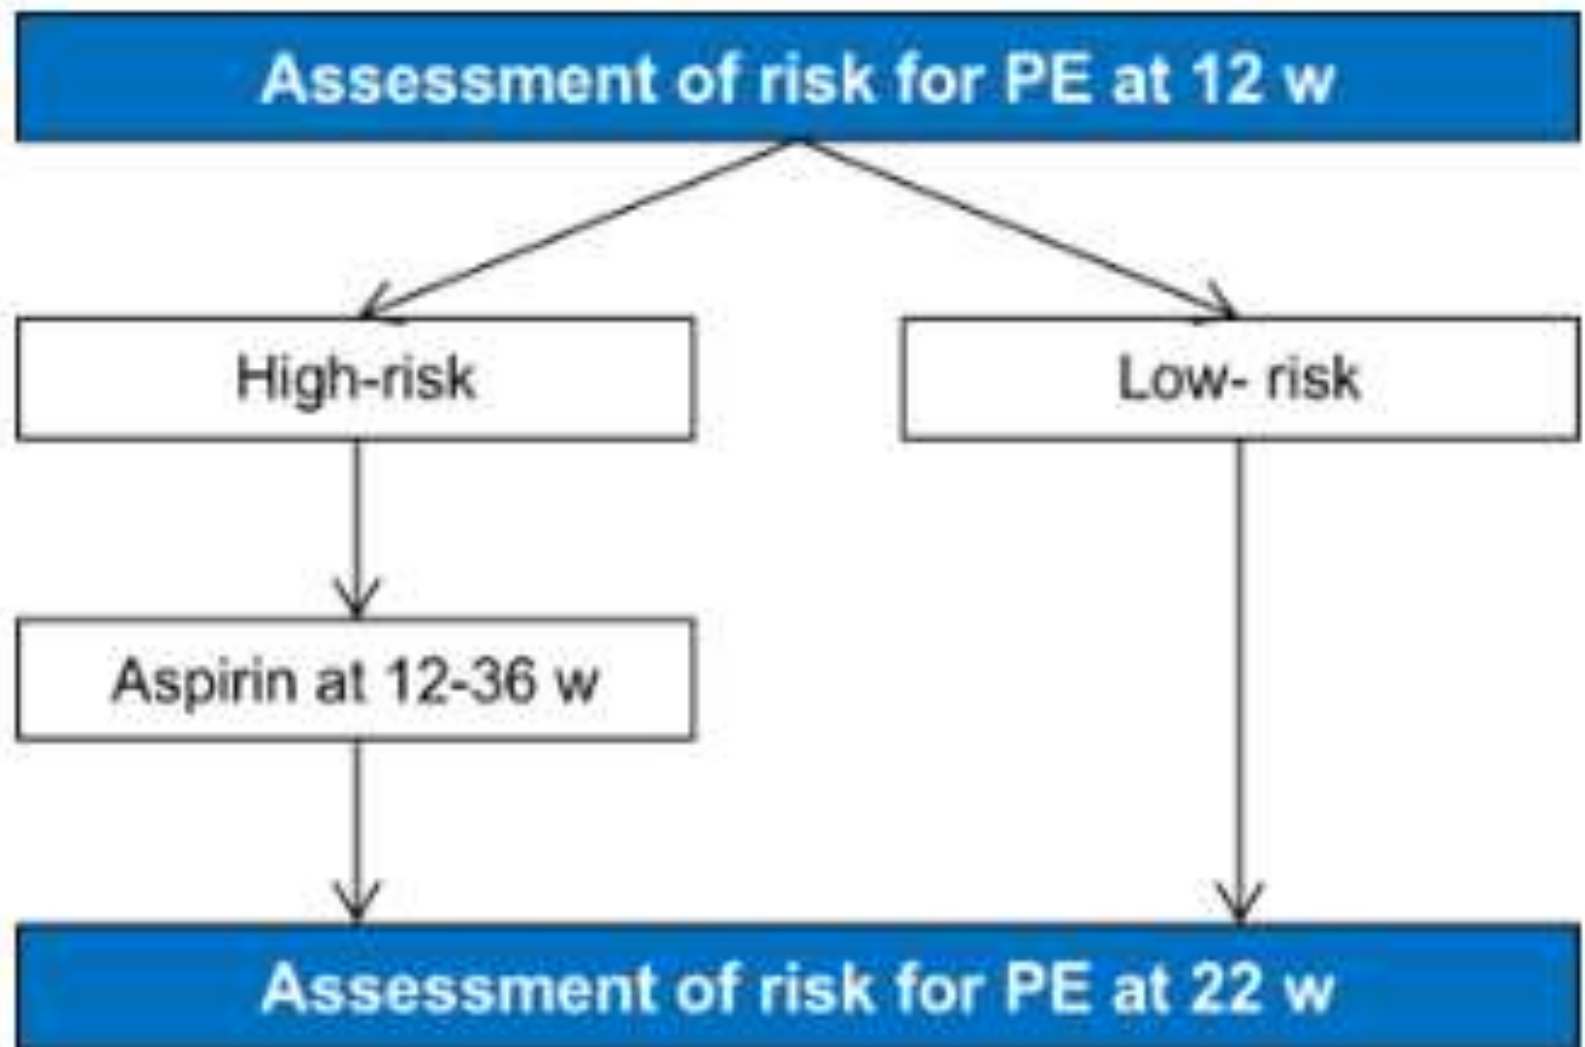 Assessment of risk for PE at 12 w
High-risk
Low- risk
Aspirin at 12-36 w
Assessment of risk for PE at 22 w